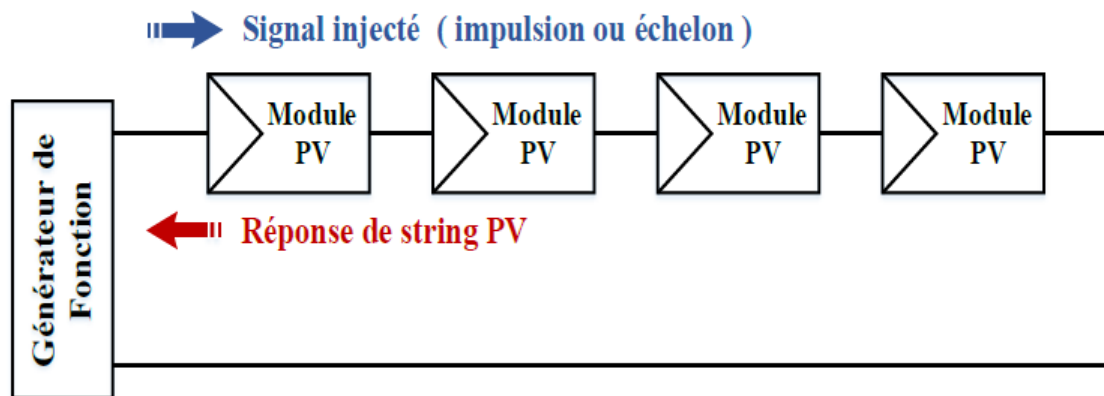 Signal injecté ( impulsion ou échelon )
Module
PV
Module
PV
Module
PV
Module
PV
Générateur de
Fonction
Réponse de string PV